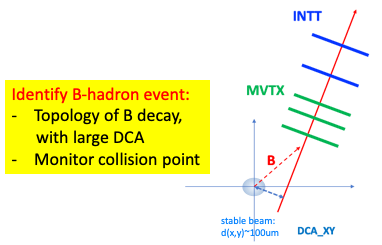 INTT
MVTX
Identify B-hadron event:
- Topology of B decay,
with large DCA
- Monitor collision point
B
stable beam:
d(x,y)~100um
DCA_XY